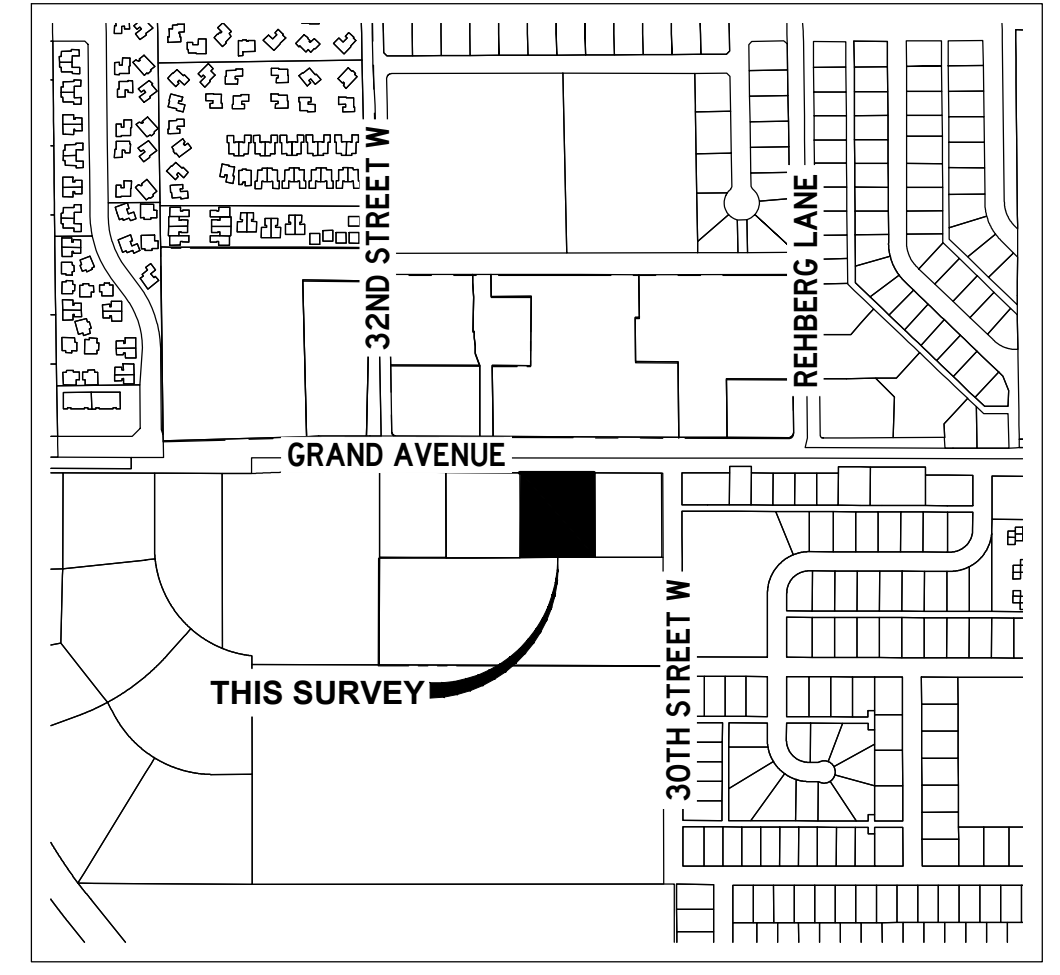 32ND STREET W
REHBERG LANE
GRAND AVENUE
30TH STREET W
THIS SURVEY